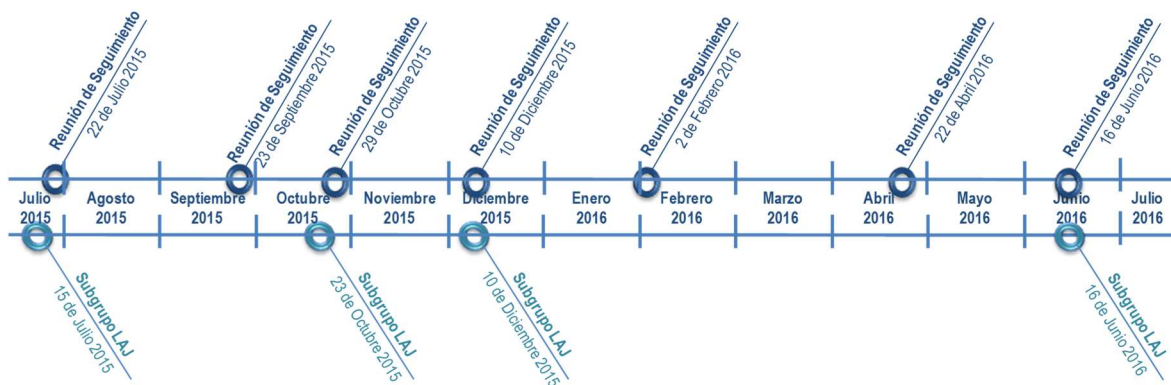 Reunión de Seguimiento
22 de Julio 2015
Reunión de Seguimiento
23 de Septiembre 2015
Reunión de Seguimiento
29 de Octubre 2015
Reunión de Seguimiento
10 de Diciembre 2015
Reunión de Seguimiento
2 de Febrero 2016
Reunión de Seguimiento
22 de Abril 2016
Reunión de Seguimiento
16 de Junio 2016
Julio
2015
Agosto
2015
Septiembre
2015
Octubre
2015
Noviembre
2015
Diciembre
2015
Enero
2016
Febrero
2016
Marzo
2016
Abril
2016
Mayo
2016
Junio
2016
Julio
2016
Subgrupo LAJ
15 de Julio 2015
Subgrupo LAJ
23 de Octubre 2015
Subgrupo LAJ
10 de Diciembre 2015
Subgrupo LAJ
16 de Junio 2016